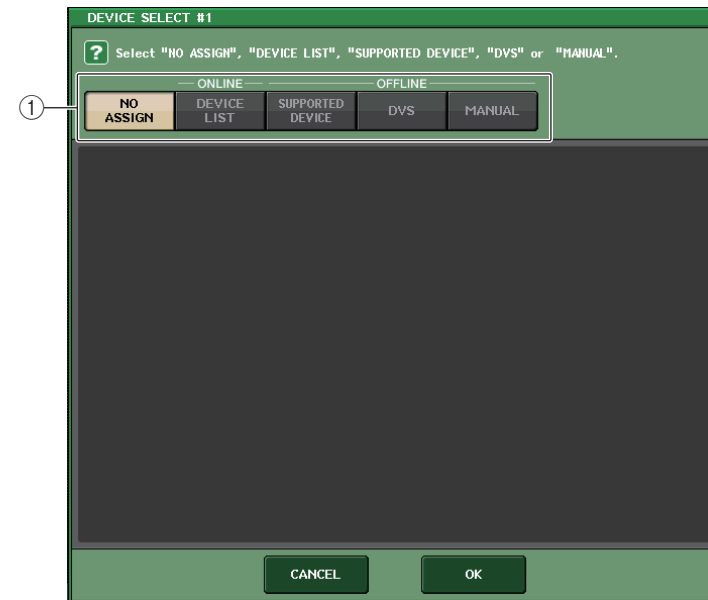 DEVICE SELECT #1
? Select "NO ASSIGN", "DEVICE LIST", "SUPPORTED DEVICE", "DVS" or "MANUAL".
ONLINE OFFLINE
① NO ASSIGN DEVICE LIST SUPPORTED DEVICE DVS MANUAL
CANCEL OK